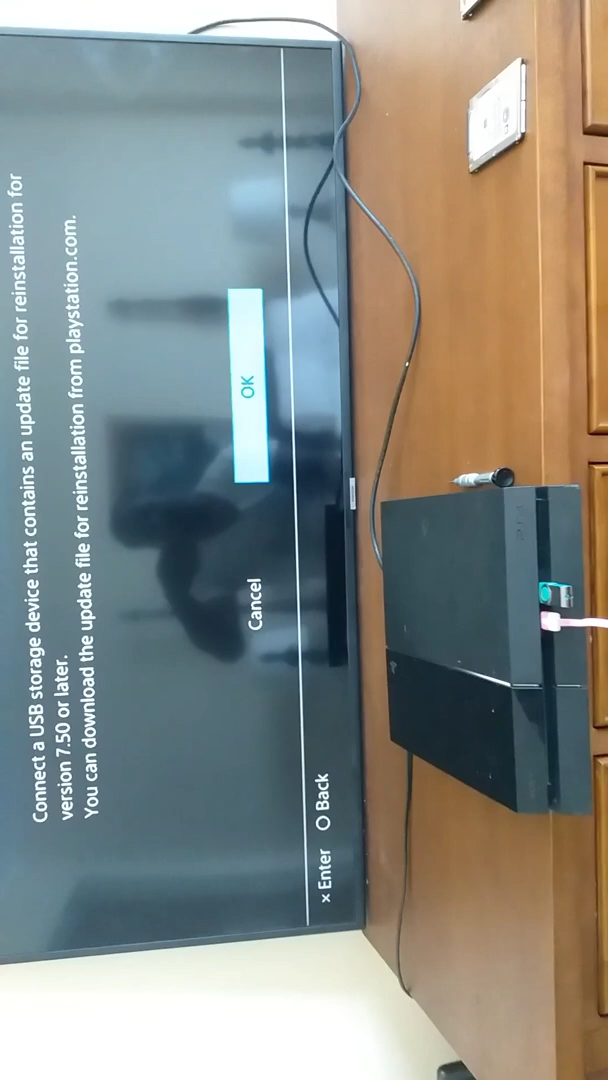 Connect a USB storage device that contains an update file for reinstallation for
version 7.50 or later.
You can download the update file for reinstallation from playstation.com.
OK
Cancel
x Enter O Back
PS4